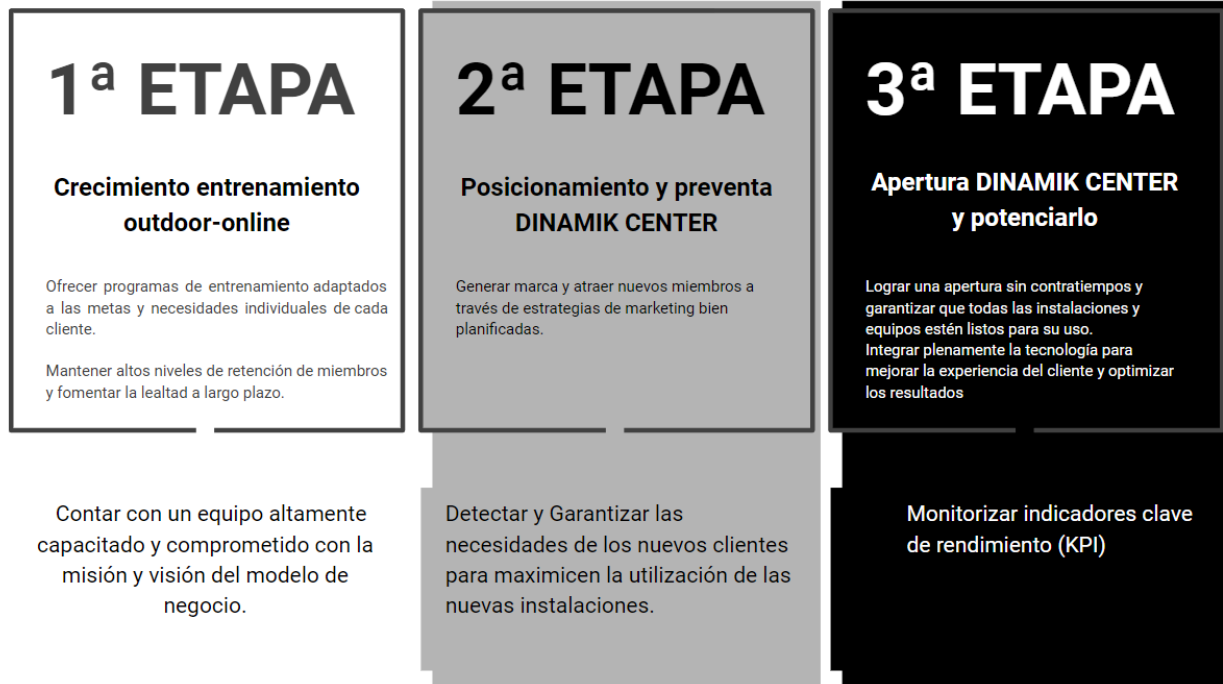 1ª ETAPA
Crecimiento entrenamiento
outdoor-online
Ofrecer programas de entrenamiento adaptados
a las metas y necesidades individuales de cada
cliente.
Mantener altos niveles de retención de miembros
y fomentar la lealtad a largo plazo.
Contar con un equipo altamente
capacitado y comprometido con la
misión y visión del modelo de
negocio.
2ª ETAPA
Posicionamiento y preventa
DINAMIK CENTER
Generar marca y atraer nuevos miembros a
través de estrategias de marketing bien
planificadas.
Detectar y Garantizar las
necesidades de los nuevos clientes
para maximicen la utilización de las
nuevas instalaciones.
3ª ETAPA
Apertura DINAMIK CENTER
y potenciarlo
Lograr una apertura sin contratiempos y
garantizar que todas las instalaciones y
equipos estén listos para su uso.
Integrar plenamente la tecnología para
mejorar la experiencia del cliente y optimizar
los resultados
Monitorizar indicadores clave
de rendimiento (KPI)